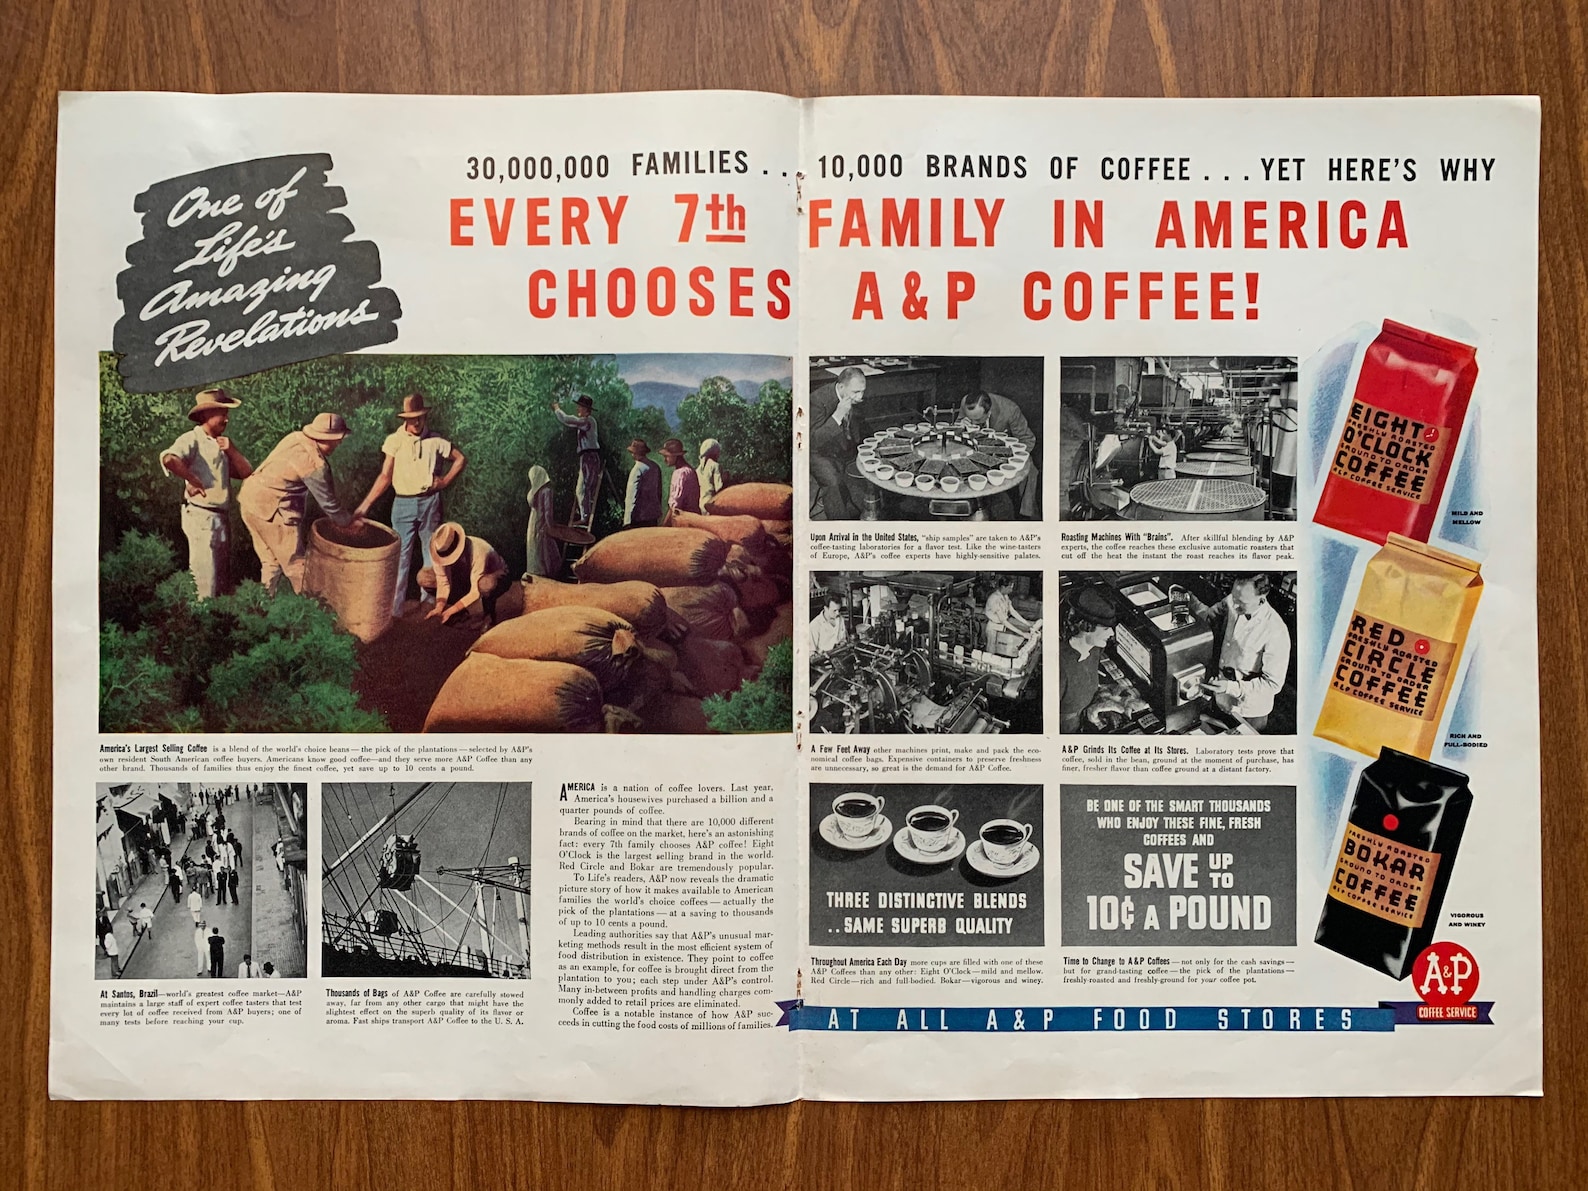 One of
Life's
Amazing
Revelations
30,000,000 FAMILIES . . . 10,000 BRANDS OF COFFEE . . . YET HERE'S WHY
EVERY 7th FAMILY IN AMERICA
CHOOSES A&P COFFEE!
America's Largest Selling Coffee is a blend of the world's choice beans—the pick of the plantations—selected by A&P's
own resident South American coffee buyers. Americans know good coffee—and they serve more A&P Coffee than any
other brand. Thousands of families thus enjoy the finest coffee, yet save up to 10 cents a pound.
At Santos, Brazil—world's greatest coffee market—A&P
maintains a large staff of expert coffee tasters that test
every lot of coffee received from A&P buyers; one of
many tests before reaching your cup.
Thousands of Bags of A&P Coffee are carefully stowed
away, far from any other cargo that might have the
slightest effect on the superb quality of its flavor or
aroma. Fast ships transport A&P Coffee to the U. S. A.
AMERICA is a nation of coffee lovers. Last year,
America's housewives purchased a billion and a
quarter pounds of coffee.
Bearing in mind that there are 10,000 different
brands of coffee on the market, here's an astonishing
fact: every 7th family chooses A&P coffee! Eight
O'Clock is the largest selling brand in the world.
Red Circle and Bokar are tremendously popular.
To Life's readers, A&P now reveals the dramatic
picture story of how it makes available to American
families the world's choice coffees—actually the
pick of the plantations—at a saving to thousands
of up to 10 cents a pound.
Leading authorities say that A&P's unusual mar-
keting methods result in the most efficient system of
food distribution in existence. They point to coffee
as an example, for coffee is brought direct from the
plantation to you; each step under A&P's control.
Many in-between profits and handling charges com-
monly added to retail prices are eliminated.
Coffee is a notable instance of how A&P suc-
ceeds in cutting the food costs of millions of families.
Upon Arrival in the United States, "ship samples" are taken to A&P's
coffee-tasting laboratories for a flavor test. Like the wine-tasters
of Europe, A&P's coffee experts have highly-sensitive palates.
Roasting Machines With "Brains". After skillful blending by A&P
experts, the coffee reaches these exclusive automatic roasters that
cut off the heat the instant the roast reaches its flavor peak.
A Few Feet Away other machines print, make and pack the eco-
nomical coffee bags. Expensive containers to preserve freshness
are unnecessary, so great is the demand for A&P Coffee.
A&P Grinds Its Coffee at Its Stores. Laboratory tests prove that
coffee, sold in the bean, ground at the moment of purchase, has
finer, fresher flavor than coffee ground at a distant factory.
THREE DISTINCTIVE BLENDS
..SAME SUPERB QUALITY
BE ONE OF THE SMART THOUSANDS
WHO ENJOY THESE FINE, FRESH
COFFEES AND
SAVE UP TO
10¢ A POUND
Throughout America Each Day more cups are filled with one of these
A&P Coffees than any other: Eight O'Clock—mild and mellow.
Red Circle—rich and full-bodied. Bokar—vigorous and winey.
Time to Change to A&P Coffees—not only for the cash savings—
but for grand-tasting coffee—the pick of the plantations—
freshly-roasted and freshly-ground for your coffee pot.
EIGHT
FRESHLY ROASTED
O'CLOCK
GROUND TO ORDER
COFFEE
A&P COFFEE SERVICE
MILD AND
MELLOW
RED
FRESHLY ROASTED
CIRCLE
GROUND TO ORDER
COFFEE
A&P COFFEE SERVICE
RICH AND
FULL-BODIED
FRESHLY ROASTED
BOKAR
GROUND TO ORDER
COFFEE
A&P COFFEE SERVICE
VIGOROUS
AND WINEY
A&P
COFFEE SERVICE
AT ALL A&P FOOD STORES